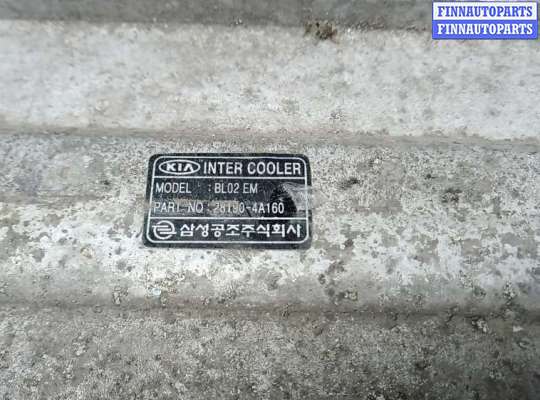 FINNAUTOPARTS
FINNAUTOPARTS
KIA INTER COOLER
MODEL : BL02 EM
PART NO : 28190-4A160
삼성공조주식회사